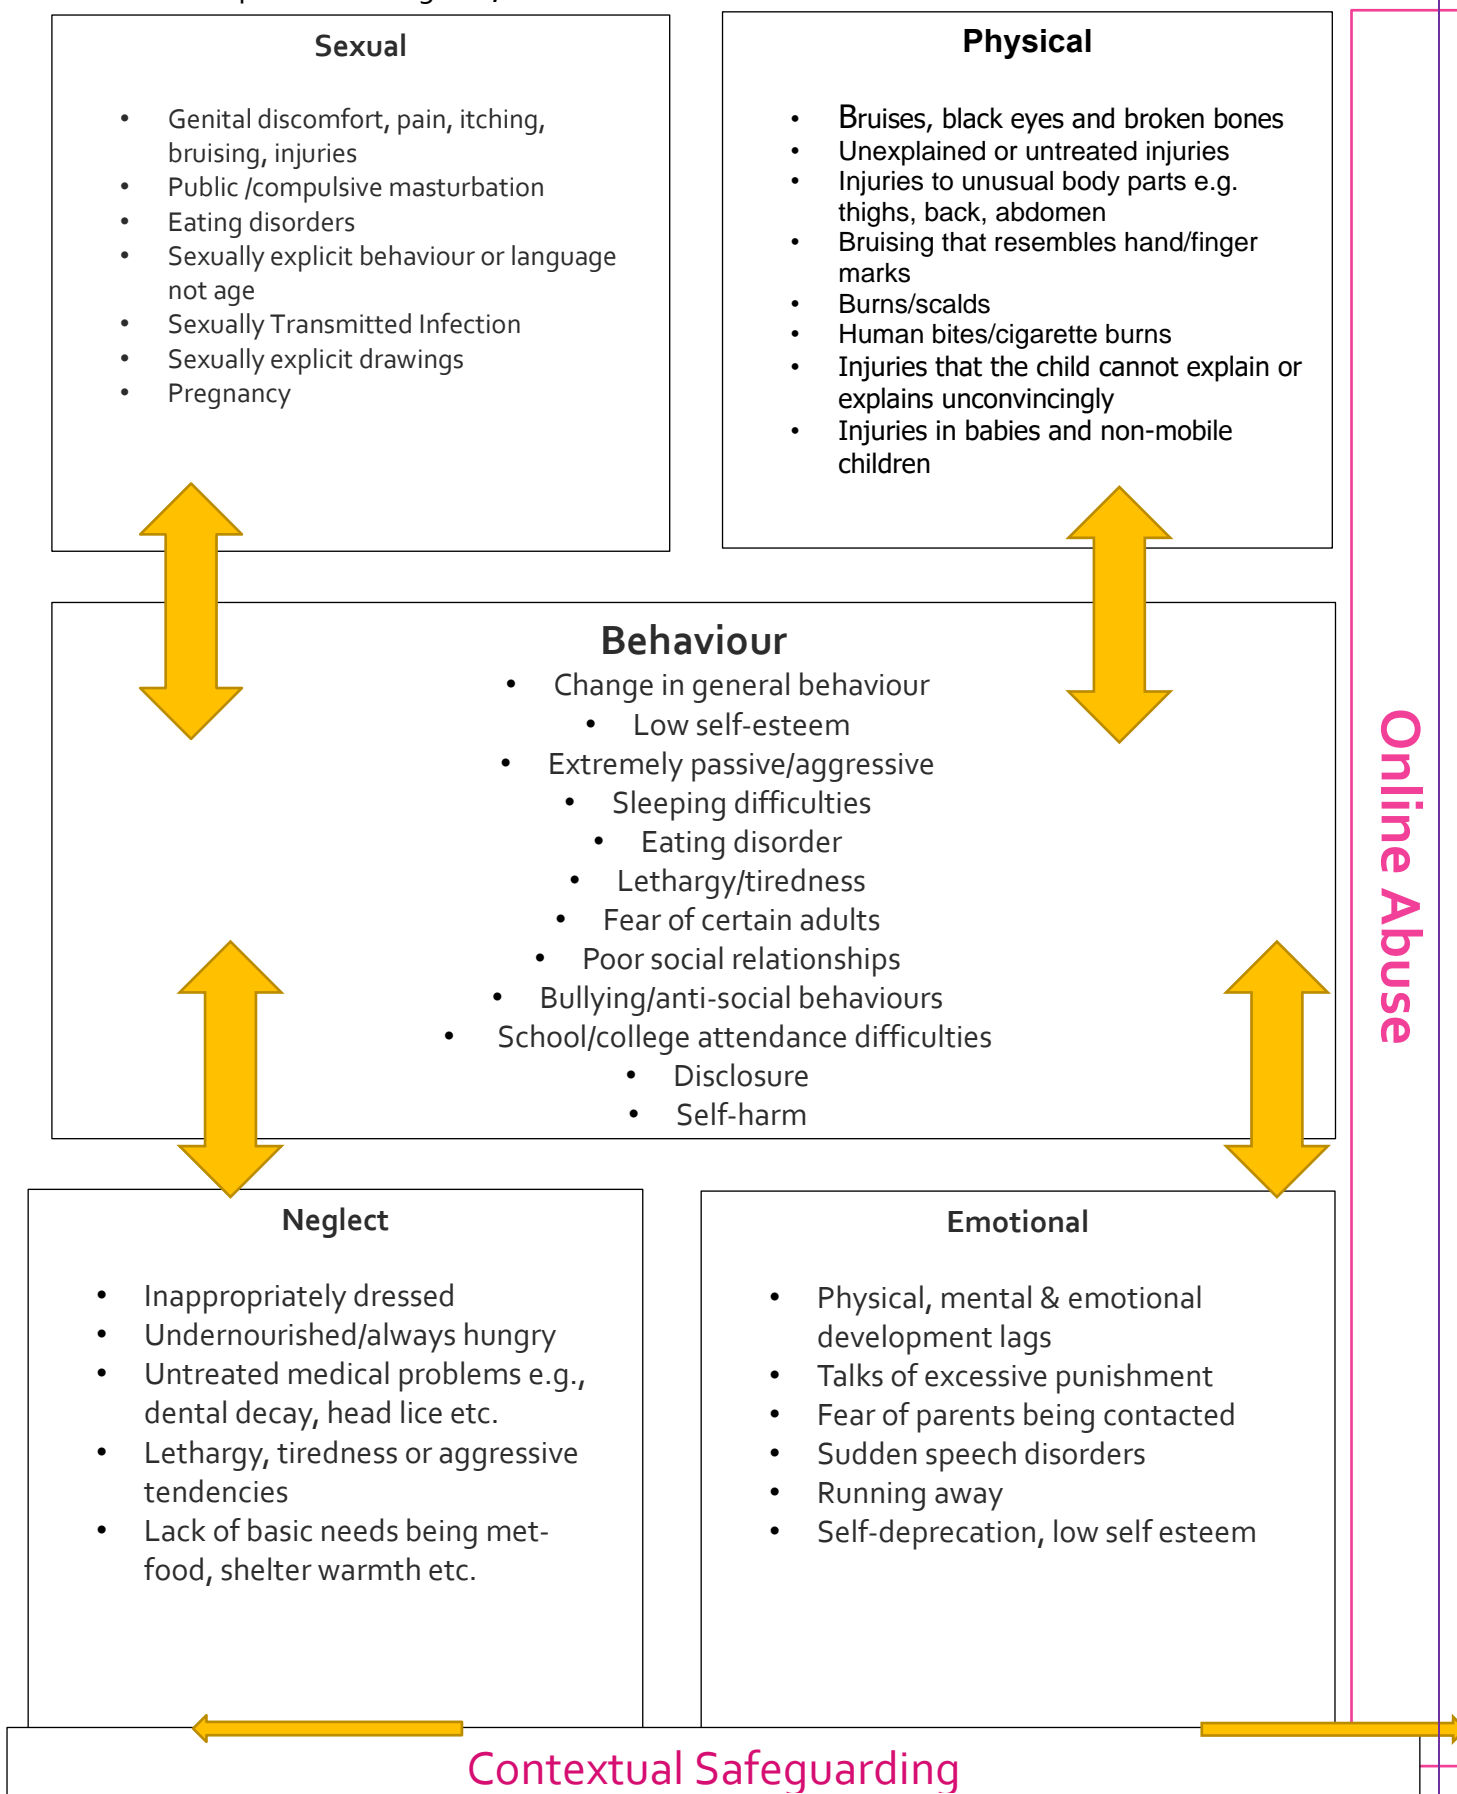 Sexual
• Genital discomfort, pain, itching,
bruising, injuries
• Public /compulsive masturbation
• Eating disorders
• Sexually explicit behaviour or language
not age
• Sexually Transmitted Infection
• Sexually explicit drawings
• Pregnancy
Physical
• Bruises, black eyes and broken bones
• Unexplained or untreated injuries
• Injuries to unusual body parts e.g.
thighs, back, abdomen
• Bruising that resembles hand/finger
marks
• Burns/scalds
• Human bites/cigarette burns
• Injuries that the child cannot explain or
explains unconvincingly
• Injuries in babies and non-mobile
children
Behaviour
• Change in general behaviour
• Low self-esteem
• Extremely passive/aggressive
• Sleeping difficulties
• Eating disorder
• Lethargy/tiredness
• Fear of certain adults
• Poor social relationships
• Bullying/anti-social behaviours
• School/college attendance difficulties
• Disclosure
• Self-harm
Online Abuse
Neglect
• Inappropriately dressed
• Undernourished/always hungry
• Untreated medical problems e.g.,
dental decay, head lice etc.
• Lethargy, tiredness or aggressive
tendencies
• Lack of basic needs being met-
food, shelter warmth etc.
Emotional
• Physical, mental & emotional
development lags
• Talks of excessive punishment
• Fear of parents being contacted
• Sudden speech disorders
• Running away
• Self-deprecation, low self esteem
Contextual Safeguarding